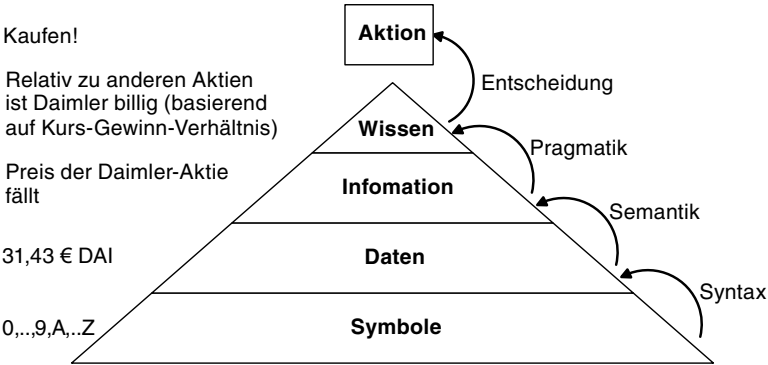 Kaufen!
Aktion
Relativ zu anderen Aktien
ist Daimler billig (basierend
auf Kurs-Gewinn-Verhältnis)
Entscheidung
Wissen
Pragmatik
Preis der Daimler-Aktie
fällt
Infomation
Semantik
31,43 € DAI
Daten
Syntax
0,..,9,A,..Z
Symbole